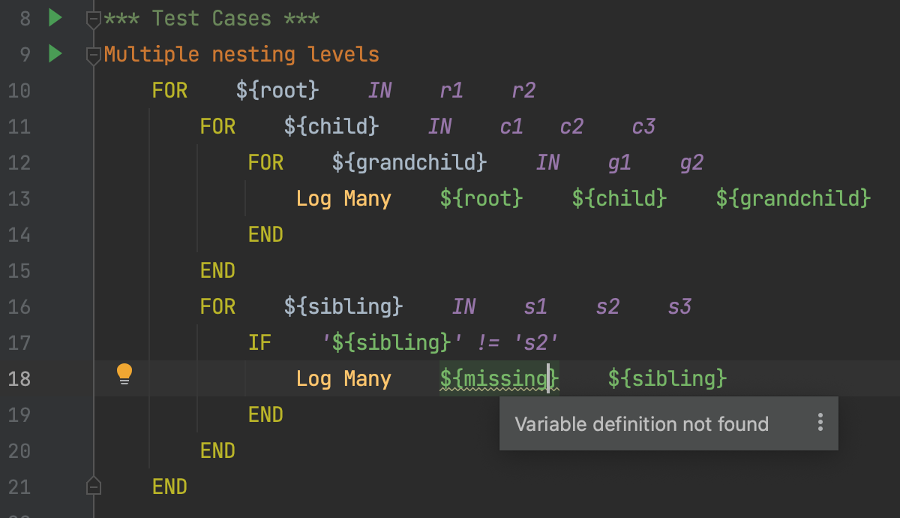 8 *** Test Cases ***
9 Multiple nesting levels
10     FOR    ${root}    IN    r1    r2
11         FOR    ${child}    IN    c1   c2    c3
12             FOR    ${grandchild}    IN    g1    g2
13                 Log Many    ${root}    ${child}    ${grandchild}
14             END
15         END
16         FOR    ${sibling}    IN    s1    s2    s3
17             IF    '${sibling}' != 's2'
18                 Log Many    ${missing}    ${sibling}
19             END
Variable definition not found
20         END
21     END